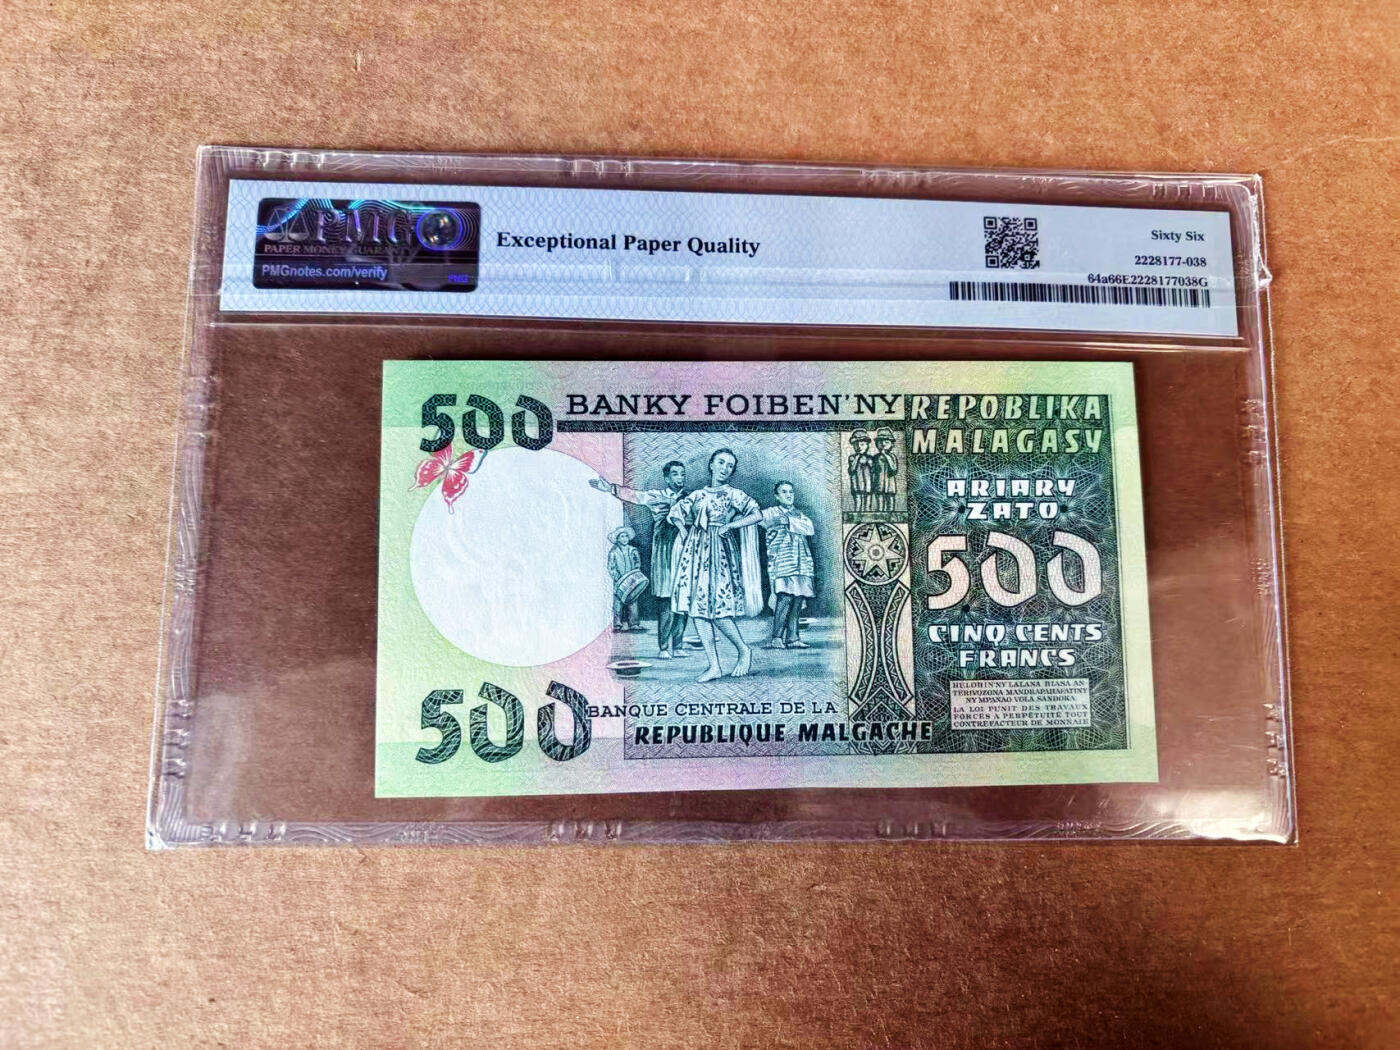 PMG
PAPER MONEY GUARANTY
PMGnotes.com/verify
PMG
Exceptional Paper Quality
Sixty Six
2228177-038
64a66E2228177038G
500
BANKY FOIBEN'NY
REPOBLIKA
MALAGASY
ARIARY
ZATO
500
CINQ CENTS
FRANCS
HELOHIN'NY LALANA RIASA AN
TERIVOZONA MANDRAPAHAFATINY
NY MPANAO VOLA SANDOKA
LA LOI PUNIT DES TRAVAUX
FORCES A PERPÉTUITÉ TOUT
CONTREFACTEUR DE MONNAIE
500
BANQUE CENTRALE DE LA
REPUBLIQUE MALGACHE